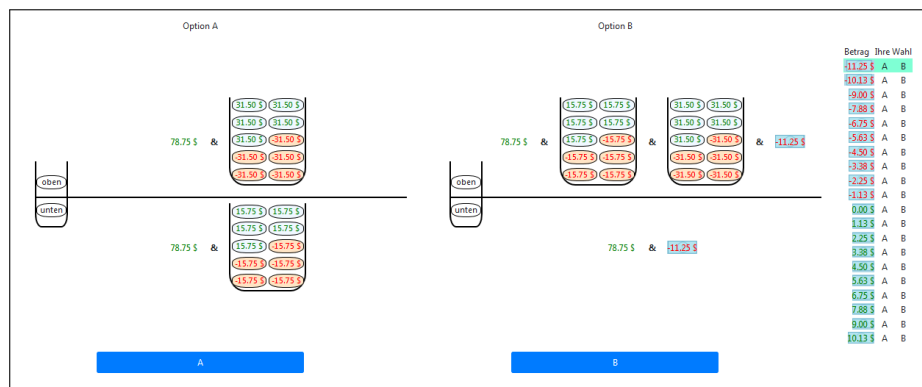 Option A
Option B
Betrag Ihre Wahl
-11.25 $ A B
-10.13 $ A B
-9.00 $ A B
-7.88 $ A B
-6.75 $ A B
-5.63 $ A B
-4.50 $ A B
-3.38 $ A B
-2.25 $ A B
-1.13 $ A B
0.00 $ A B
1.13 $ A B
2.25 $ A B
3.38 $ A B
4.50 $ A B
5.63 $ A B
6.75 $ A B
7.88 $ A B
9.00 $ A B
10.13 $ A B
oben
unten
78.75 $ &
31.50 $ 31.50 $
31.50 $ 31.50 $
31.50 $ -31.50 $
-31.50 $ -31.50 $
-31.50 $ -31.50 $
78.75 $ &
15.75 $ 15.75 $
15.75 $ 15.75 $
15.75 $ -15.75 $
-15.75 $ -15.75 $
-15.75 $ -15.75 $
A
oben
unten
78.75 $ &
15.75 $ 15.75 $
15.75 $ 15.75 $
15.75 $ -15.75 $
-15.75 $ -15.75 $
-15.75 $ -15.75 $
&
31.50 $ 31.50 $
31.50 $ 31.50 $
31.50 $ -31.50 $
-31.50 $ -31.50 $
-31.50 $ -31.50 $
& -11.25 $
78.75 $ & -11.25 $
B